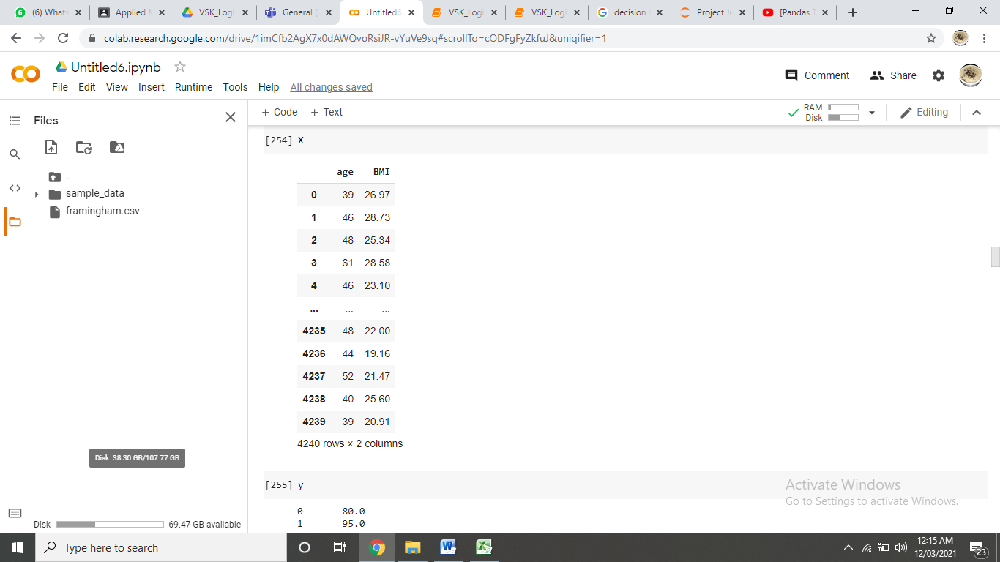 (6) Whats
Applied M
VSK_Logi
General (
Untitled6
VSK_Logi
VSK_Logi
decision
Project Ju
[Pandas T
colab.research.google.com/drive/1imCfb2AgX7x0dAWQvoRsiJR-vYuVe9sq#scrollTo=cODFgFyZkfuJ&uniqifier=1
Untitled6.ipynb
Comment Share
File Edit View Insert Runtime Tools Help All changes saved
Files
+ Code + Text
RAM
Disk
Editing
..
sample_data
framingham.csv
[254] X
age BMI
0 39 26.97
1 46 28.73
2 48 25.34
3 61 28.58
4 46 23.10
... ... ...
4235 48 22.00
4236 44 19.16
4237 52 21.47
4238 40 25.60
4239 39 20.91
4240 rows × 2 columns
Disk: 38.30 GB/107.77 GB
[255] y
0 80.0
1 95.0
Activate Windows
Go to Settings to activate Windows.
Disk 69.47 GB available
Type here to search
12:15 AM
12/03/2021
23